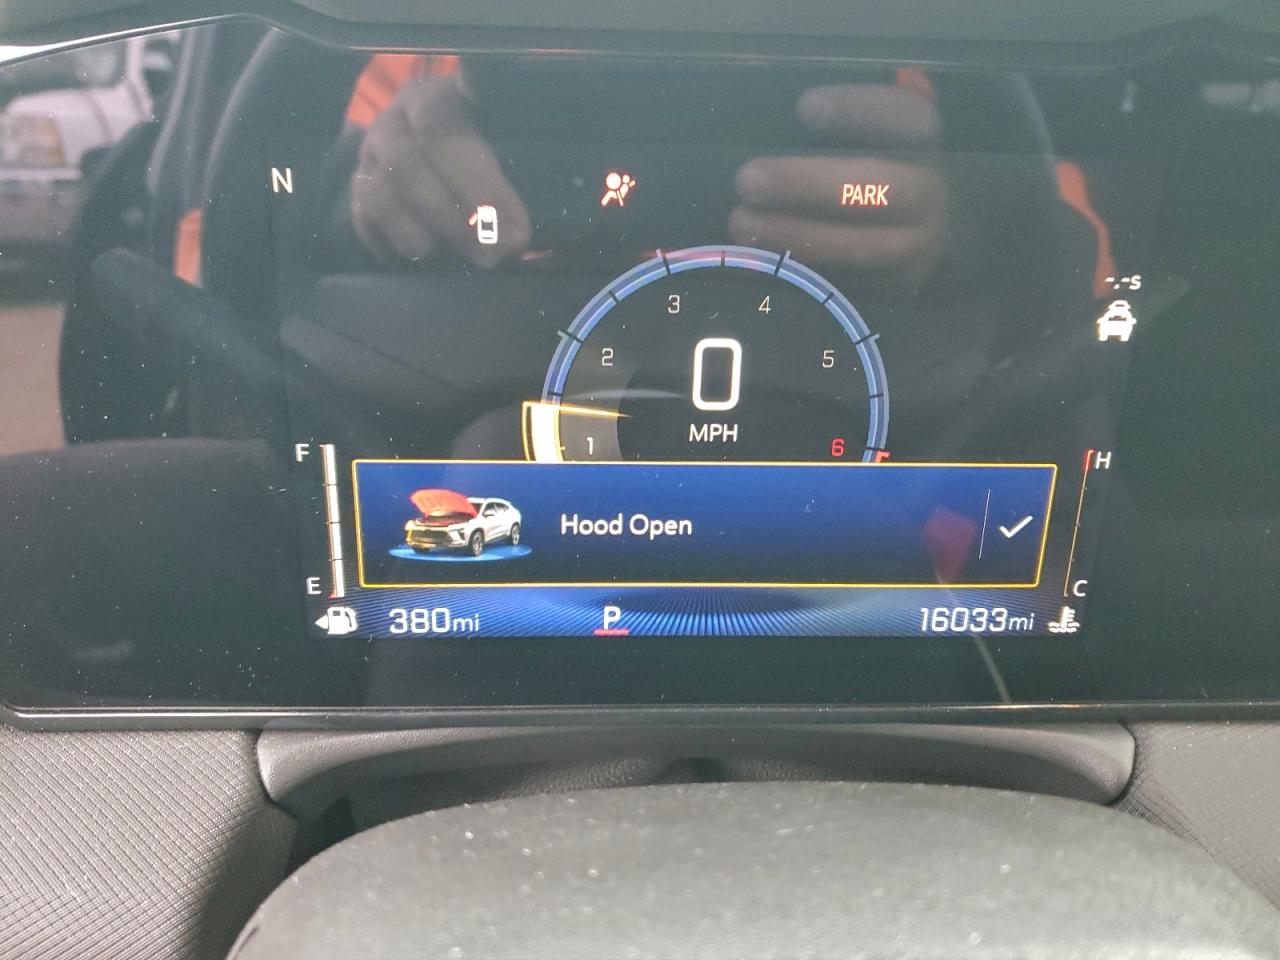 N
PARK
-.-s
3 4
2 5
0
MPH
1 6
F
H
Hood Open
E
C
380mi
P
16033mi